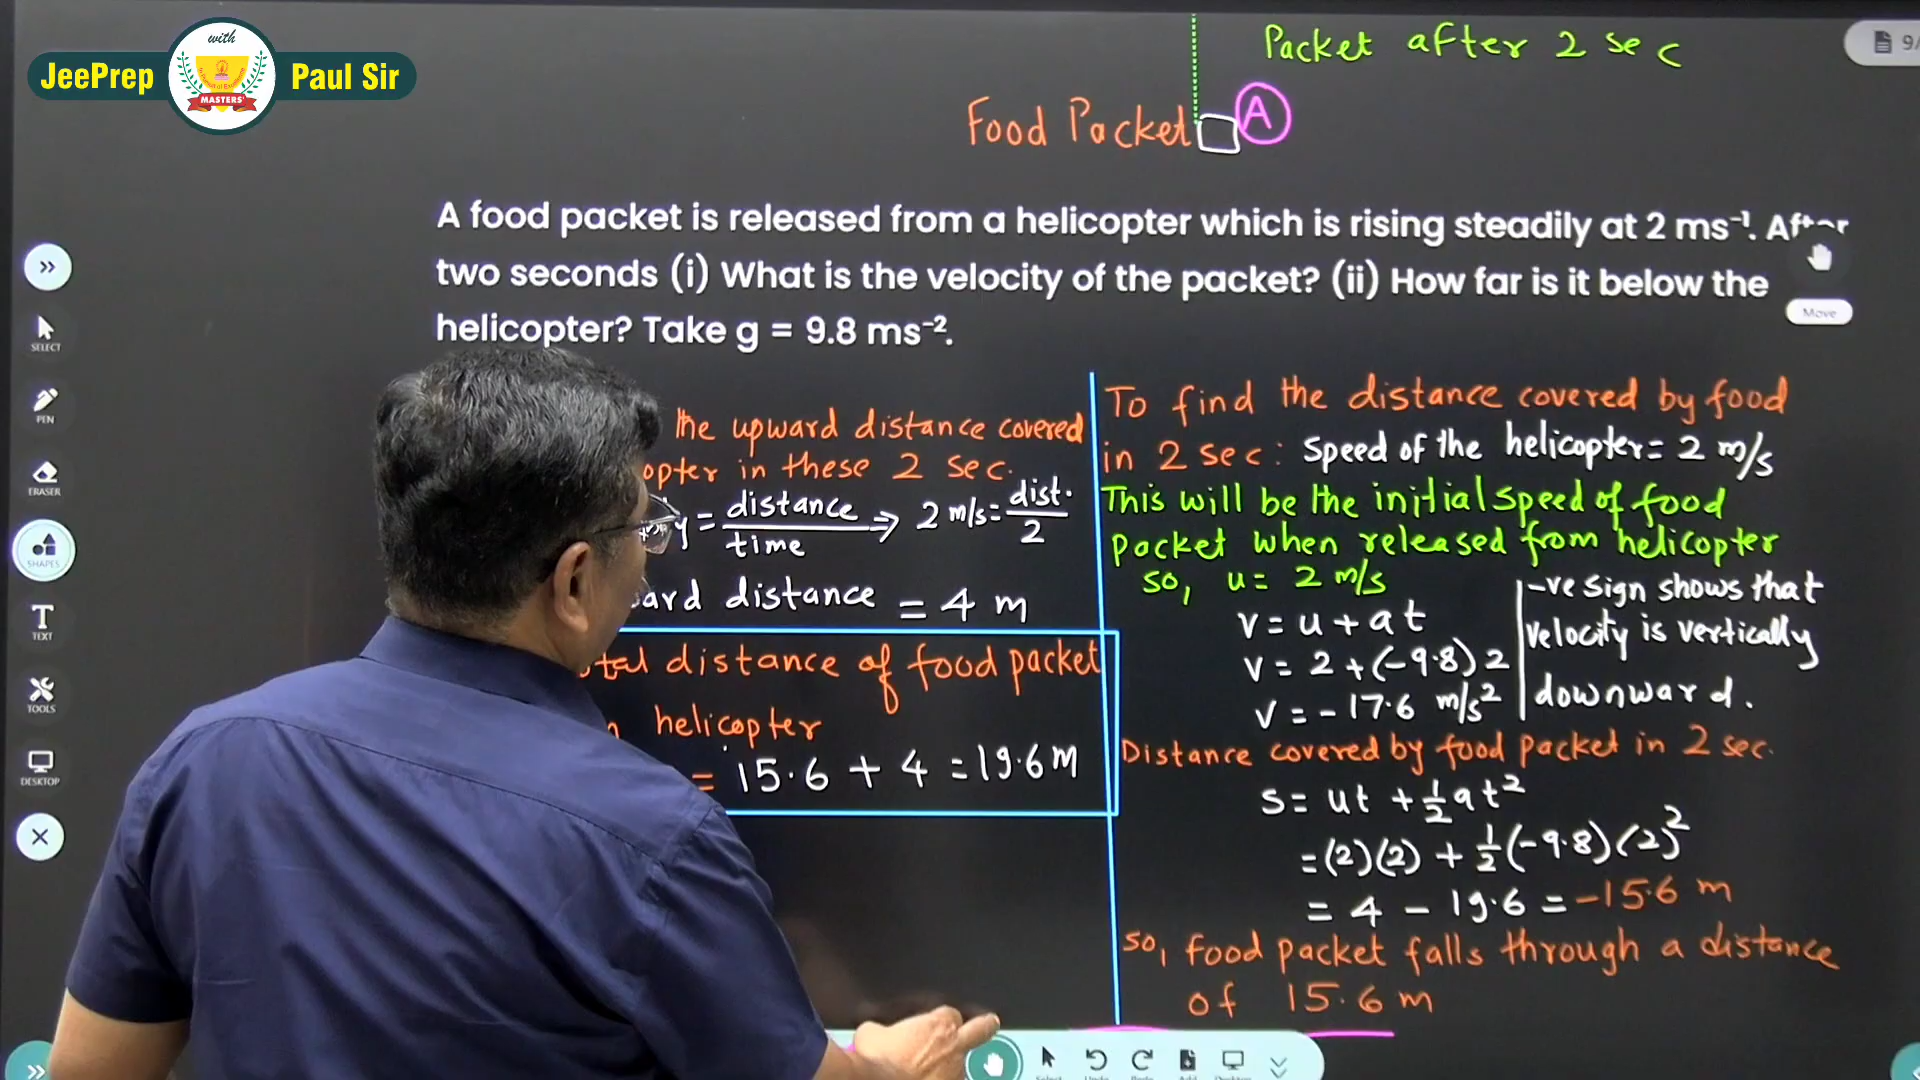 with
JeePrep
Paul Sir
MASTERS
Packet after 2 sec
9/
Food Packet
A
A food packet is released from a helicopter which is rising steadily at 2 ms⁻¹. After
two seconds (i) What is the velocity of the packet? (ii) How far is it below the
helicopter? Take g = 9.8 ms⁻².
Move
SELECT
PEN
ERASER
SHAPES
TEXT
TOOLS
DESKTOP
the upward distance covered
opter in these 2 sec.
y = distance/time ⇒ 2 m/s = dist./2
ard distance = 4 m
tal distance of food packet
helicopter
= 15.6 + 4 = 19.6 m
To find the distance covered by food
in 2 sec: Speed of the helicopter = 2 m/s
This will be the initial speed of food
packet when released from helicopter
so, u = 2 m/s
v = u + at
v = 2 + (-9.8) 2
v = - 17.6 m/s²
-ve sign shows that
velocity is vertically
downward.
Distance covered by food packet in 2 sec.
s = ut + ½at²
= (2)(2) + ½(-9.8)(2)²
= 4 - 19.6 = -15.6 m
so, food packet falls through a distance
of 15.6 m
Select
Undo
Redo
Add
Desktop